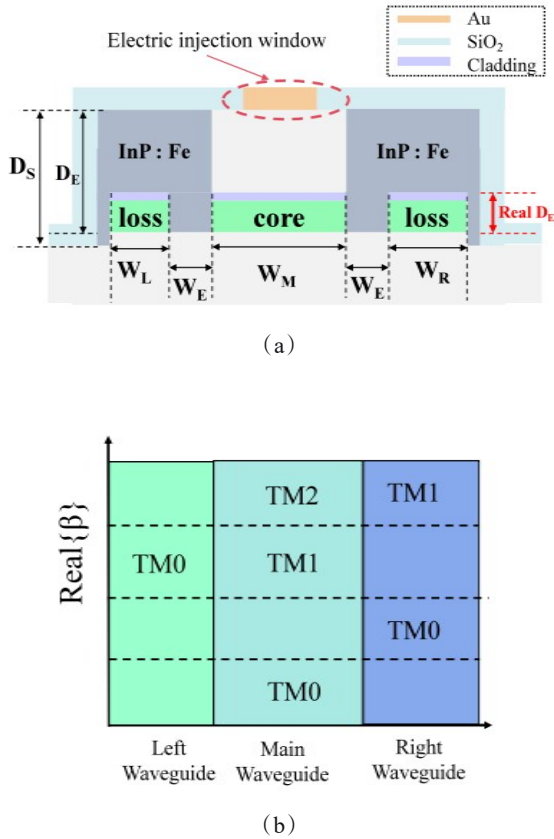 Electric injection window
Au
SiO₂
Cladding
InP : Fe
InP : Fe
D_S
D_E
loss
core
loss
Real D_E
W_L
W_E
W_M
W_E
W_R
(a)
Real{β}
TM2
TM1
TM0
TM1
TM0
TM0
Left
Waveguide
Main
Waveguide
Right
Waveguide
(b)